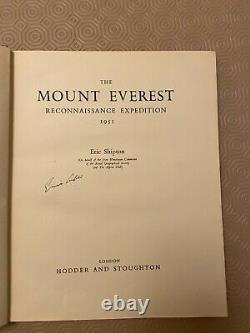 THE
MOUNT EVEREST
RECONNAISSANCE EXPEDITION
1951
Eric Shipton
On behalf of the Joint Himalayan Committee
of the Royal Geographical Society
and The Alpine Club
LONDON
HODDER AND STOUGHTON